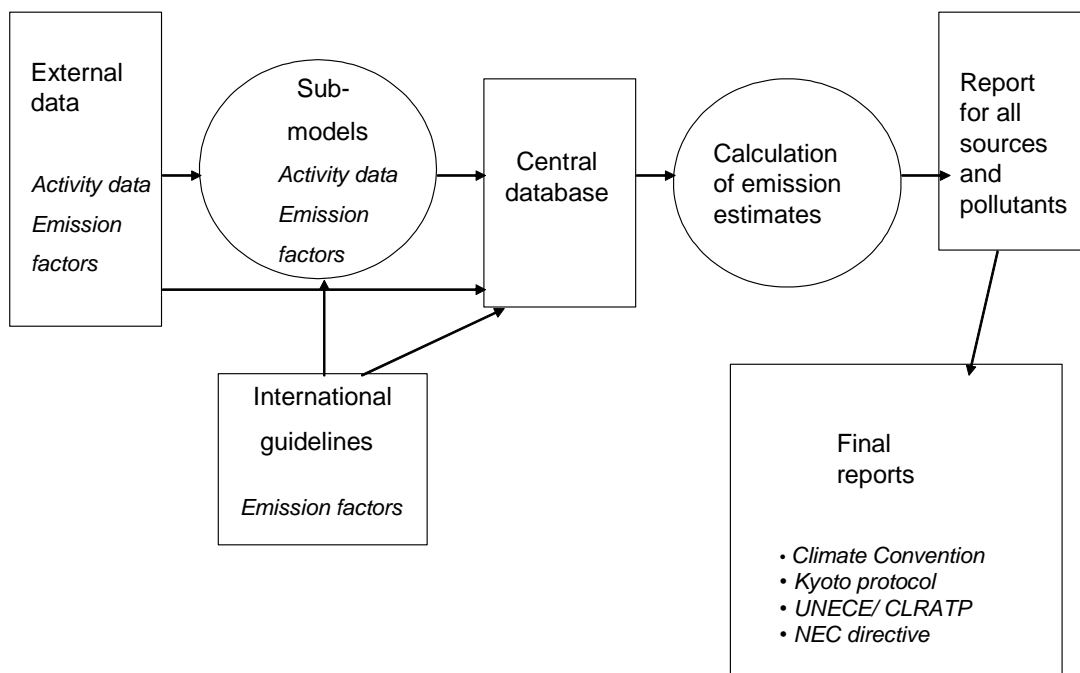 External
data
Activity data
Emission
factors
Sub-
models
Activity data
Emission
factors
Central
database
Calculation
of emission
estimates
Report
for all
sources
and
pollutants
International
guidelines
Emission factors
Final
reports
• Climate Convention
• Kyoto protocol
• UNECE/ CLRATP
• NEC directive